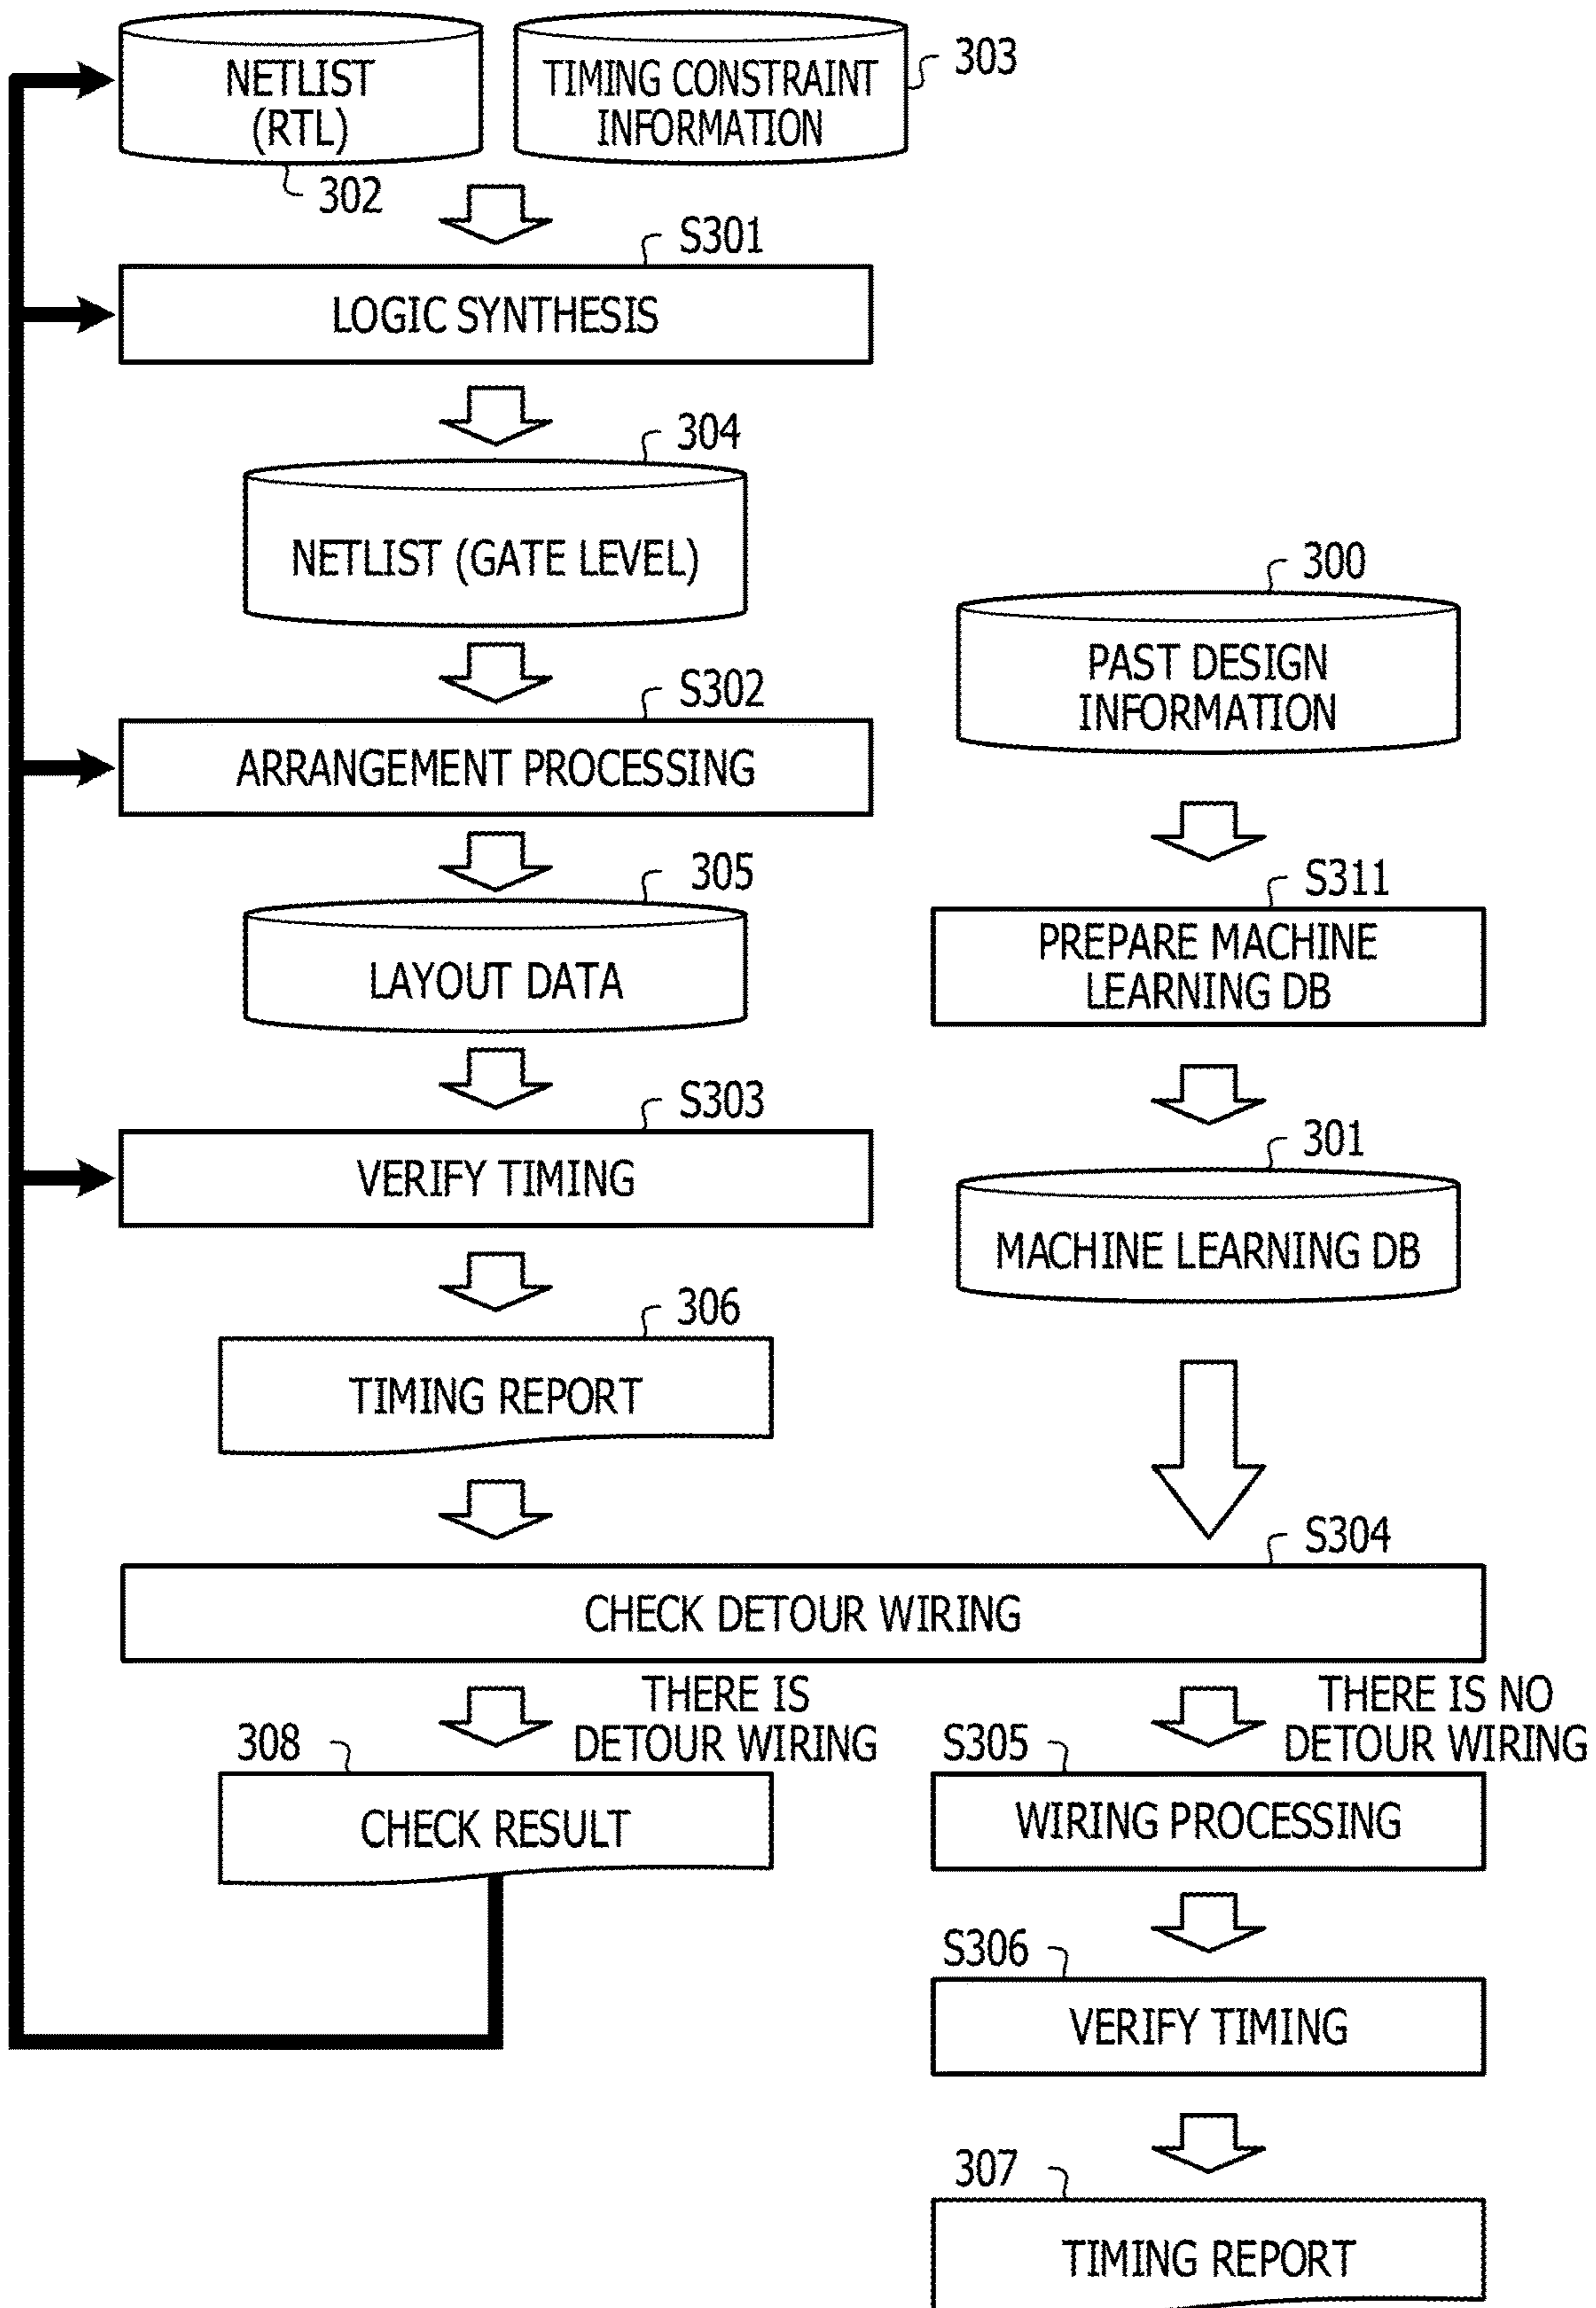 NETLIST
(RTL)
302
TIMING CONSTRAINT
INFORMATION
303
S301
LOGIC SYNTHESIS
304
NETLIST (GATE LEVEL)
S302
ARRANGEMENT PROCESSING
305
LAYOUT DATA
S303
VERIFY TIMING
306
TIMING REPORT
300
PAST DESIGN
INFORMATION
S311
PREPARE MACHINE
LEARNING DB
301
MACHINE LEARNING DB
S304
CHECK DETOUR WIRING
THERE IS
DETOUR WIRING
308
CHECK RESULT
THERE IS NO
DETOUR WIRING
S305
WIRING PROCESSING
S306
VERIFY TIMING
307
TIMING REPORT